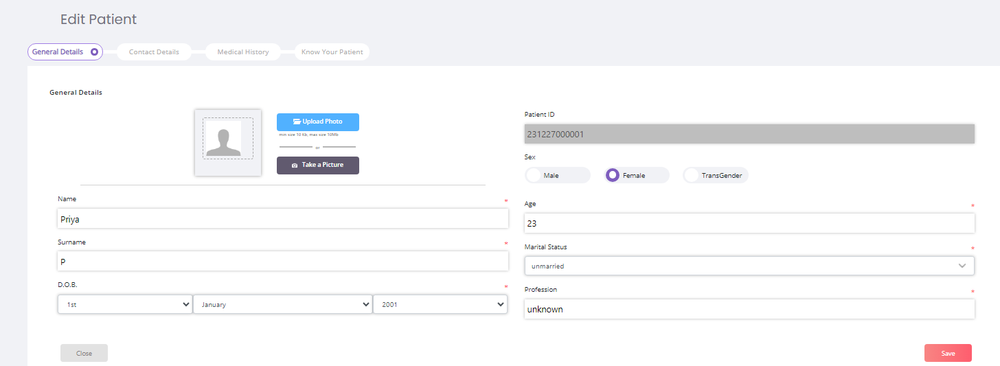 Edit Patient
General Details
Contact Details
Medical History
Know Your Patient
General Details
Upload Photo
min size 10 Kb, max size 10Mb
or
Take a Picture
Name *
Priya
Surname *
P
D.O.B. *
1st January 2001
Patient ID
231227000001
Sex
Male Female TransGender
Age *
23
Marital Status *
unmarried
Profession *
unknown
Close
Save